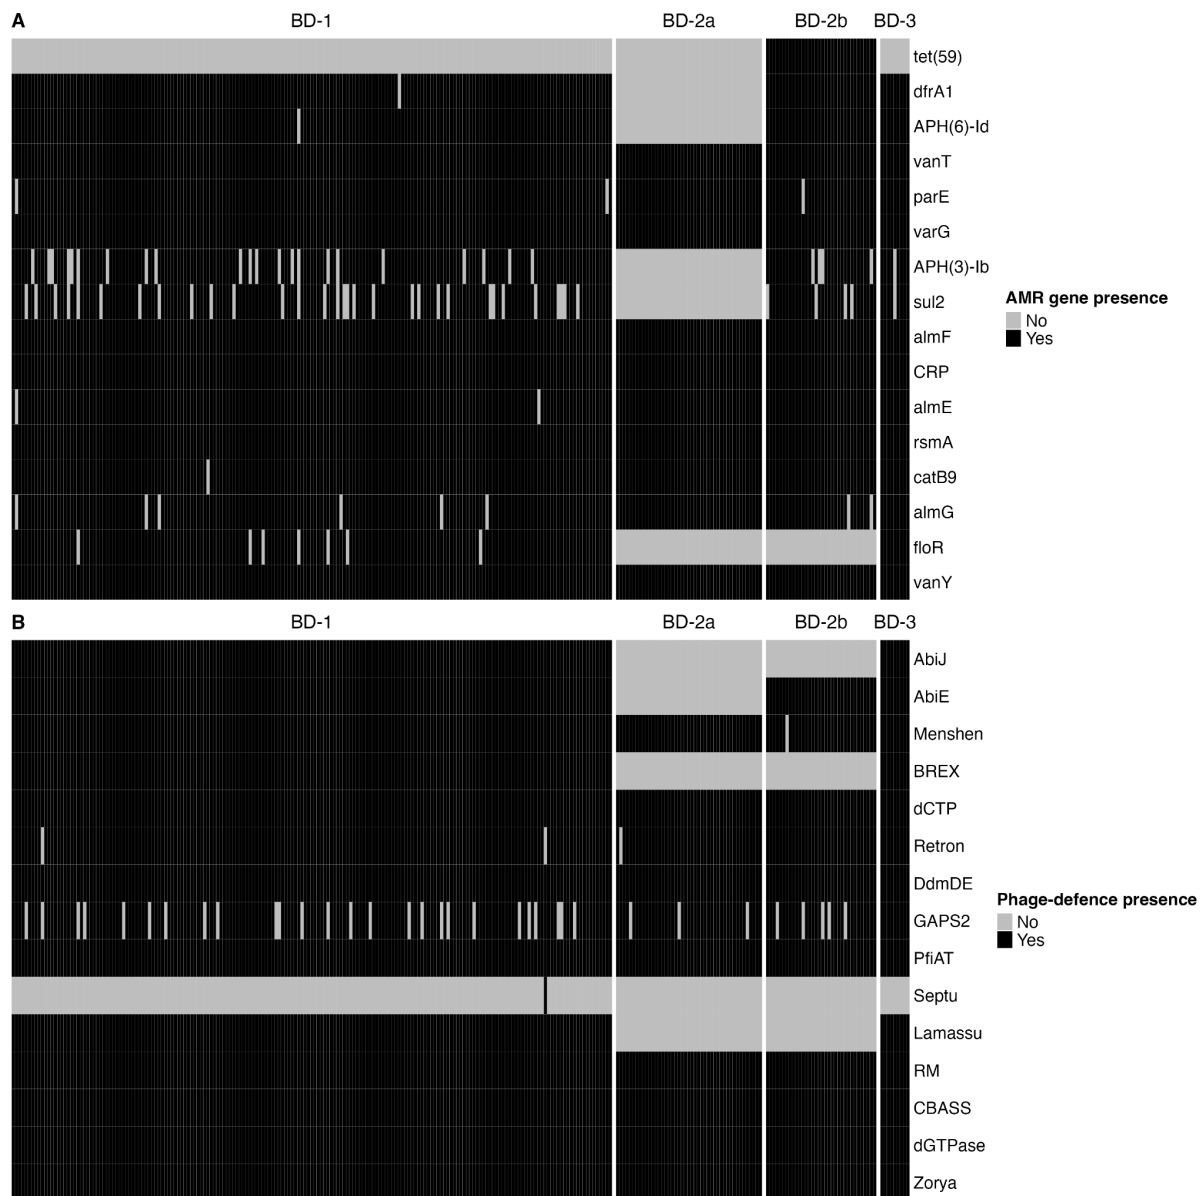 A
BD-1 BD-2a BD-2b BD-3
tet(59)
dfrA1
APH(6)-Id
vanT
parE
varG
APH(3)-Ib
sul2
almF
CRP
almE
rsmA
catB9
almG
floR
vanY
AMR gene presence
No
Yes
B
BD-1 BD-2a BD-2b BD-3
AbiJ
AbiE
Menshen
BREX
dCTP
Retron
DdmDE
GAPS2
PfiAT
Septu
Lamassu
RM
CBASS
dGTPase
Zorya
Phage-defence presence
No
Yes